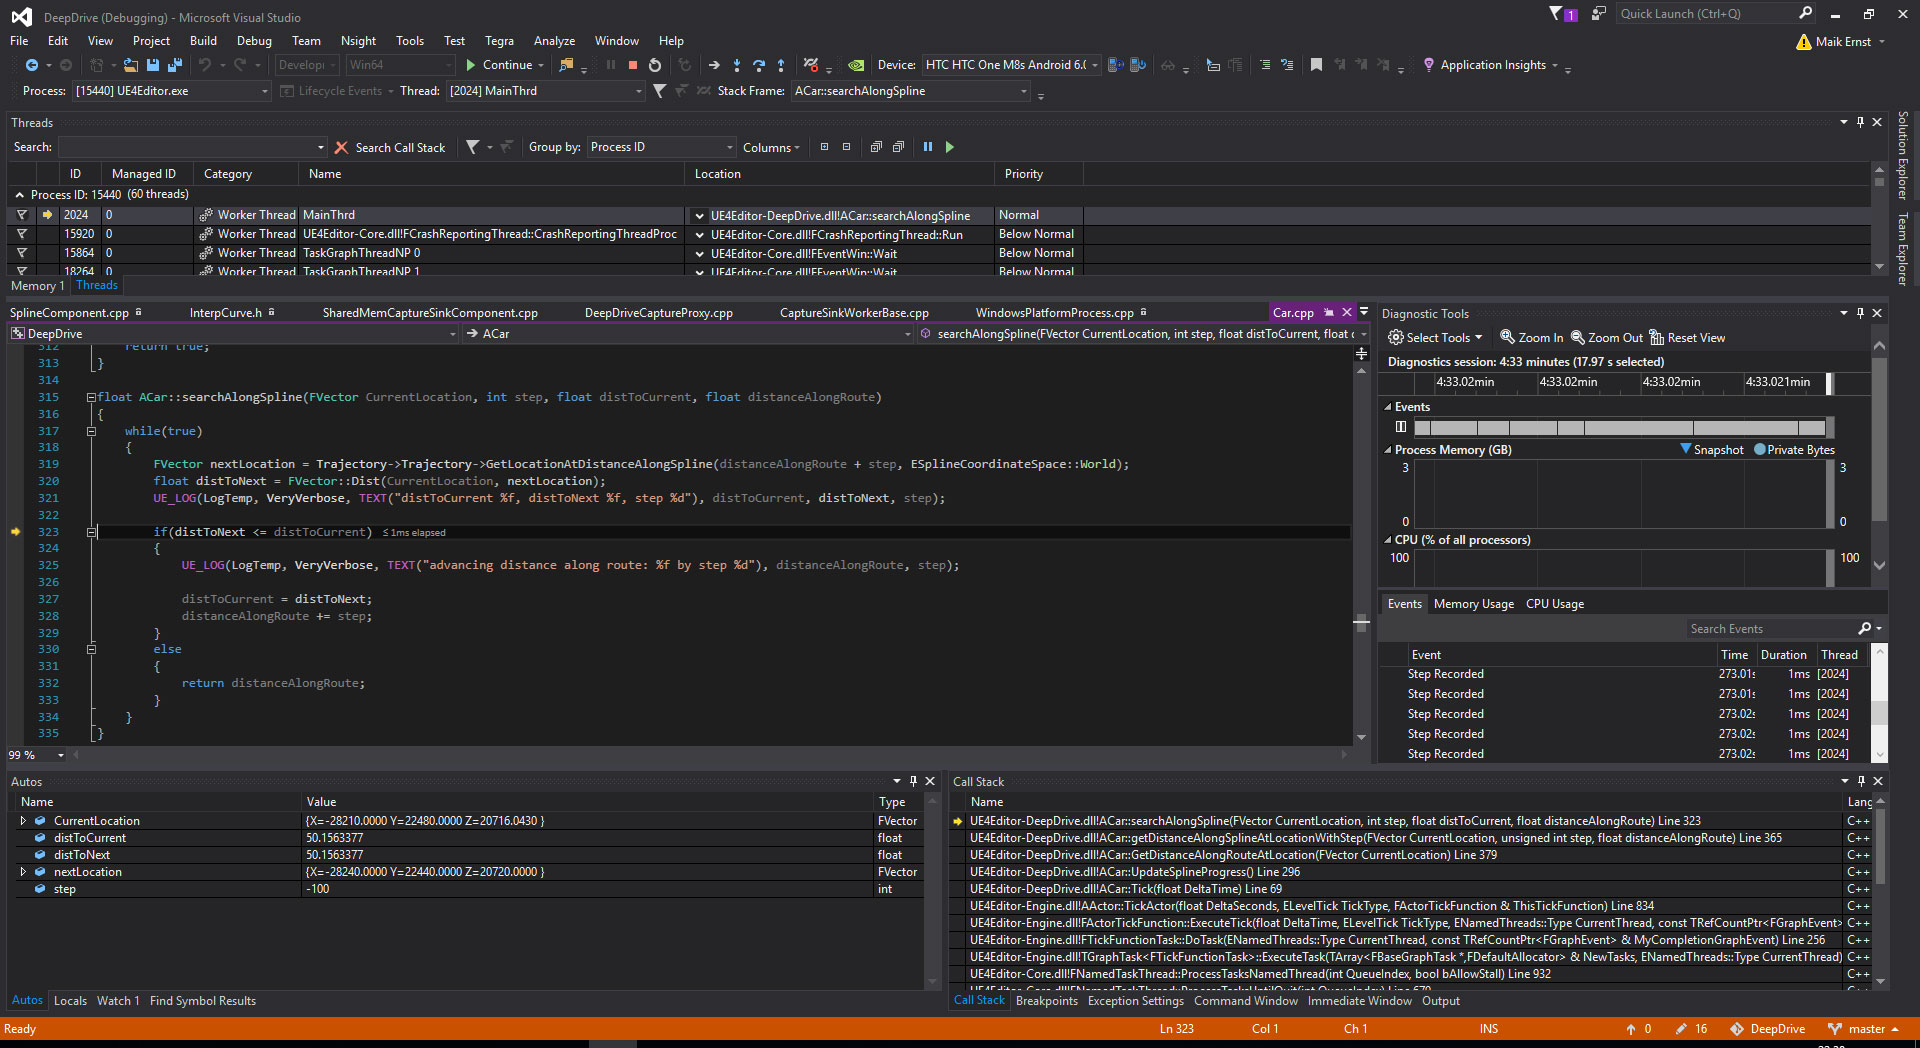 DeepDrive (Debugging) - Microsoft Visual Studio
1
Quick Launch (Ctrl+Q)
File Edit View Project Build Debug Team Nsight Tools Test Tegra Analyze Window Help
Maik Ernst
Develop Win64 Continue Device: HTC HTC One M8s Android 6.( Application Insights
Process: [15440] UE4Editor.exe Lifecycle Events Thread: [2024] MainThrd Stack Frame: ACar::searchAlongSpline
Threads
Search: Search Call Stack Group by: Process ID Columns
ID Managed ID Category Name Location Priority
Process ID: 15440 (60 threads)
2024 0 Worker Thread MainThrd UE4Editor-DeepDrive.dll!ACar::searchAlongSpline Normal
15920 0 Worker Thread UE4Editor-Core.dll!FCrashReportingThread::CrashReportingThreadProc UE4Editor-Core.dll!FCrashReportingThread::Run Below Normal
15864 0 Worker Thread TaskGraphThreadNP 0 UE4Editor-Core.dll!FEventWin::Wait Below Normal
18264 0 Worker Thread TaskGraphThreadNP 1 UE4Editor-Core.dll!FEventWin::Wait Below Normal
Memory 1 Threads
Solution Explorer
Team Explorer
SplineComponent.cpp InterpCurve.h SharedMemCaptureSinkComponent.cpp DeepDriveCaptureProxy.cpp CaptureSinkWorkerBase.cpp WindowsPlatformProcess.cpp Car.cpp
DeepDrive ACar searchAlongSpline(FVector CurrentLocation, int step, float distToCurrent, float c
312 return true;
313 }
314
315 float ACar::searchAlongSpline(FVector CurrentLocation, int step, float distToCurrent, float distanceAlongRoute)
316 {
317 while(true)
318 {
319 FVector nextLocation = Trajectory->Trajectory->GetLocationAtDistanceAlongSpline(distanceAlongRoute + step, ESplineCoordinateSpace::World);
320 float distToNext = FVector::Dist(CurrentLocation, nextLocation);
321 UE_LOG(LogTemp, VeryVerbose, TEXT("distToCurrent %f, distToNext %f, step %d"), distToCurrent, distToNext, step);
322
323 if(distToNext <= distToCurrent) ≤1ms elapsed
324 {
325 UE_LOG(LogTemp, VeryVerbose, TEXT("advancing distance along route: %f by step %d"), distanceAlongRoute, step);
326
327 distToCurrent = distToNext;
328 distanceAlongRoute += step;
329 }
330 else
331 {
332 return distanceAlongRoute;
333 }
334 }
335 }
99 %
Diagnostic Tools
Select Tools Zoom In Zoom Out Reset View
Diagnostics session: 4:33 minutes (17.97 s selected)
4:33.02min 4:33.02min 4:33.02min 4:33.021min
Events
Process Memory (GB) Snapshot Private Bytes
3 3
0 0
CPU (% of all processors)
100 100
Events Memory Usage CPU Usage
Search Events
Event Time Duration Thread
Step Recorded 273.01s 1ms [2024]
Step Recorded 273.01s 1ms [2024]
Step Recorded 273.02s 1ms [2024]
Step Recorded 273.02s 1ms [2024]
Step Recorded 273.02s 1ms [2024]
Autos
Name Value Type
CurrentLocation {X=-28210.0000 Y=22480.0000 Z=20716.0430 } FVector
distToCurrent 50.1563377 float
distToNext 50.1563377 float
nextLocation {X=-28240.0000 Y=22440.0000 Z=20720.0000 } FVector
step -100 int
Autos Locals Watch 1 Find Symbol Results
Call Stack
Name Lang
UE4Editor-DeepDrive.dll!ACar::searchAlongSpline(FVector CurrentLocation, int step, float distToCurrent, float distanceAlongRoute) Line 323 C++
UE4Editor-DeepDrive.dll!ACar::getDistanceAlongSplineAtLocationWithStep(FVector CurrentLocation, unsigned int step, float distanceAlongRoute) Line 365 C++
UE4Editor-DeepDrive.dll!ACar::GetDistanceAlongRouteAtLocation(FVector CurrentLocation) Line 379 C++
UE4Editor-DeepDrive.dll!ACar::UpdateSplineProgress() Line 296 C++
UE4Editor-DeepDrive.dll!ACar::Tick(float DeltaTime) Line 69 C++
UE4Editor-Engine.dll!AActor::TickActor(float DeltaSeconds, ELevelTick TickType, FActorTickFunction & ThisTickFunction) Line 834 C++
UE4Editor-Engine.dll!FActorTickFunction::ExecuteTick(float DeltaTime, ELevelTick TickType, ENamedThreads::Type CurrentThread, const TRefCountPtr<FGraphEvent> C++
UE4Editor-Engine.dll!FTickFunctionTask::DoTask(ENamedThreads::Type CurrentThread, const TRefCountPtr<FGraphEvent> & MyCompletionGraphEvent) Line 256 C++
UE4Editor-Engine.dll!TGraphTask<FTickFunctionTask>::ExecuteTask(TArray<FBaseGraphTask *,FDefaultAllocator> & NewTasks, ENamedThreads::Type CurrentThread) C++
UE4Editor-Core.dll!FNamedTaskThread::ProcessTasksNamedThread(int QueueIndex, bool bAllowStall) Line 932 C++
UE4Editor-Core.dll!FNamedTaskThread::ProcessTasksUntilQuit(int QueueIndex) Line 679 C++
Call Stack Breakpoints Exception Settings Command Window Immediate Window Output
Ready Ln 323 Col 1 Ch 1 INS 0 16 DeepDrive master